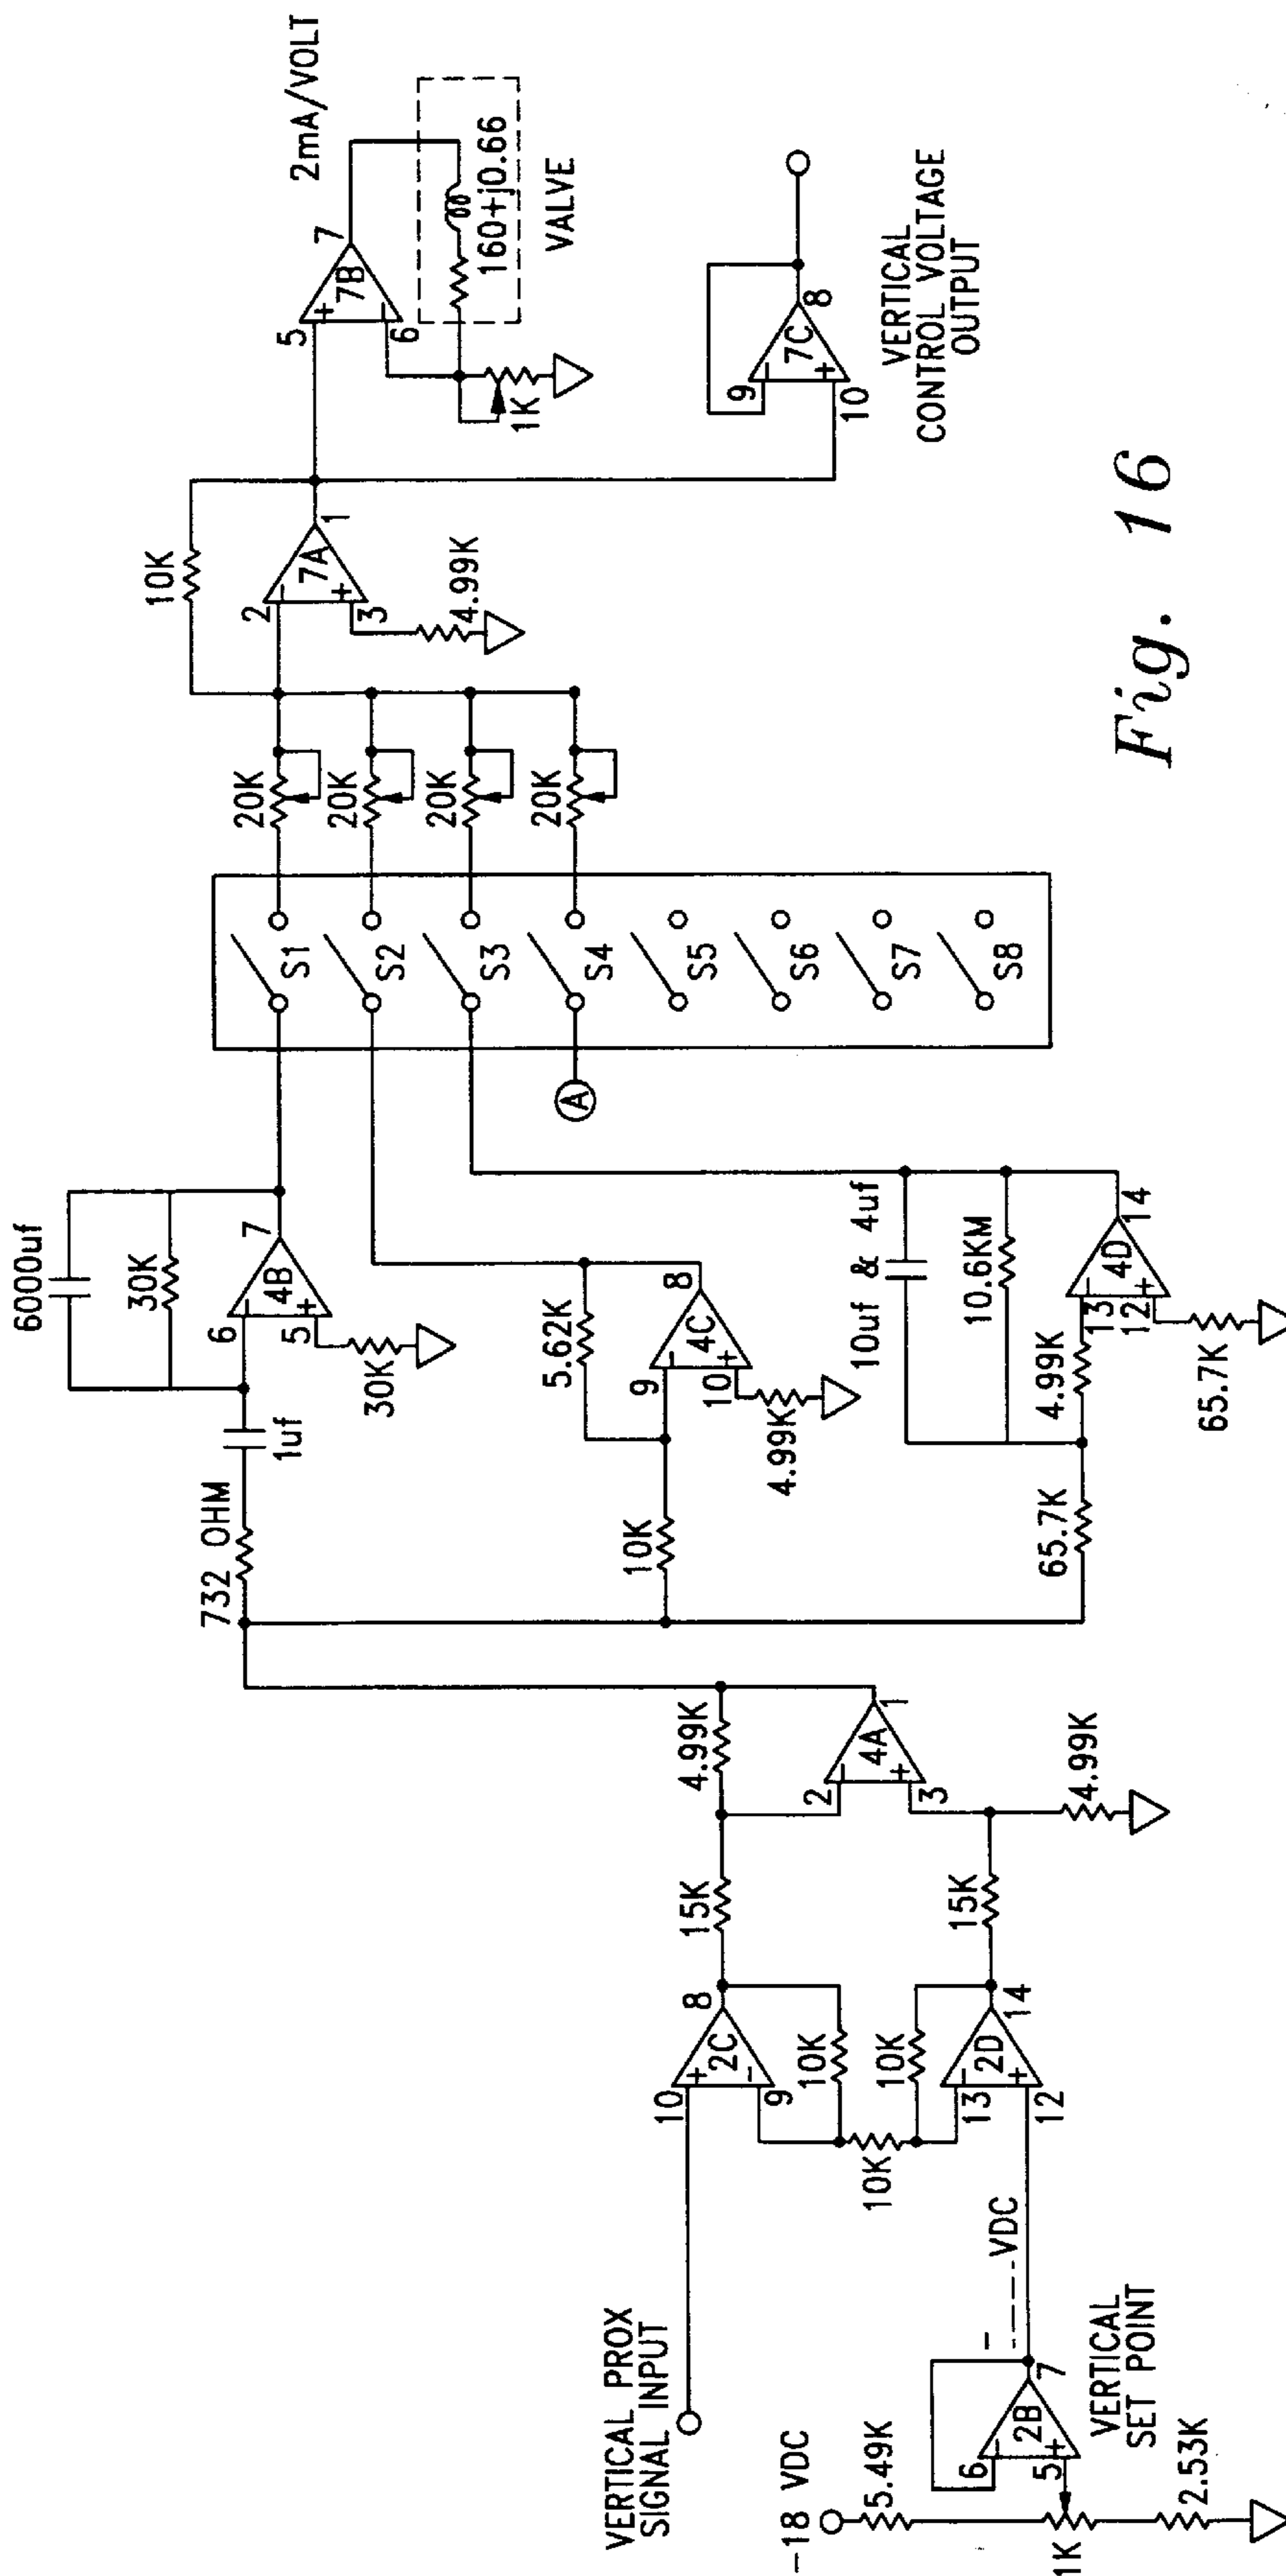 VERTICAL PROX
SIGNAL INPUT
-18 VDC
5.49K
1K
2.53K
6
5
2B
7
VERTICAL
SET POINT
- ----VDC
10
9
2C
8
10K
10K
10K
13
12
2D
14
15K
15K
4.99K
2
3
4A
1
4.99K
732 OHM
1uf
6000uf
30K
6
5
4B
7
30K
10K
5.62K
9
10
4C
8
4.99K
65.7K
10uf & 4uf
10.6KM
4.99K
13
12
4D
14
65.7K
A
S1
S2
S3
S4
S5
S6
S7
S8
20K
20K
20K
20K
10K
2
3
7A
1
4.99K
5
6
7B
7
2mA/VOLT
160+j0.66
VALVE
1K
9
10
7C
8
VERTICAL
CONTROL VOLTAGE
OUTPUT
Fig. 16